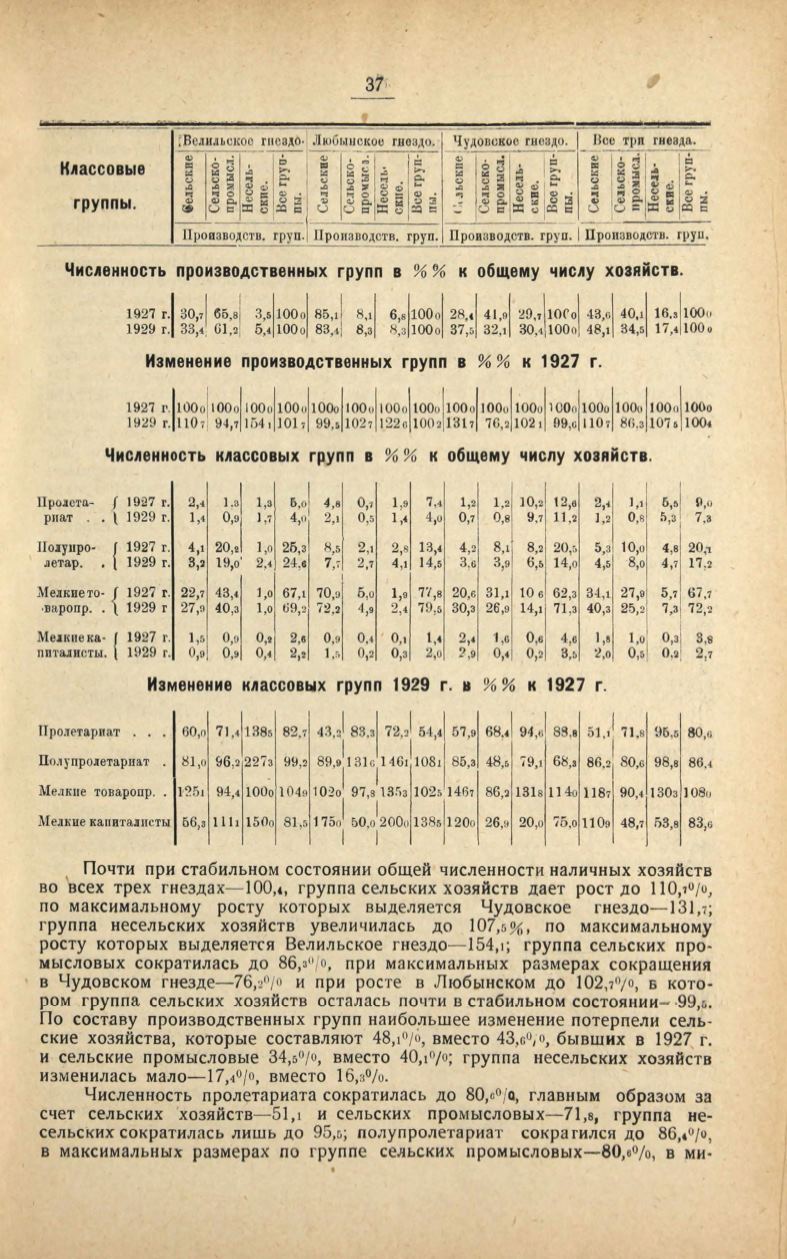 37
Велильское гнездо. Любынское гнездо. Чудовское гнездо. Все три гнезда.
Классовые группы.
Сельские Сельско-промысл. Несельские. Все группы. Сельские Сельско-промысл. Несельские. Все группы. Сельские Сельско-промысл. Несельские. Все группы. Сельские Сельско-промысл. Несельские. Все группы.
Производств. груп. Производств. груп. Производств. груп. Производств. груп.
Численность производственных групп в %% к общему числу хозяйств.
1927 г. 30,7 65,8 3,5 100 0 85,1 8,1 6,8 100 0 28,4 41,9 29,7 100 0 43,6 40,1 16,3 100 0
1929 г. 33,4 61,2 5,4 100 0 83,4 8,3 8,3 100 0 37,5 32,1 30,4 100 0 48,1 34,5 17,4 100 0
Изменение производственных групп в %% к 1927 г.
1927 г. 100 0 100 0 100 0 100 0 100 0 100 0 100 0 100 0 100 0 100 0 100 0 100 0 100 0 100 0 100 0 100 0
1929 г. 110 7 94,7 154 1 101 7 99,5 102 7 122 6 100 2 131 7 76,2 102 1 99,6 110 7 86,3 107 5 100 4
Численность классовых групп в %% к общему числу хозяйств.
Пролета- { 1927 г. 2,4 1,3 1,3 5,0 4,8 0,7 1,9 7,4 1,2 1,2 10,2 12,6 2,4 1,1 5,5 9,0
риат . . { 1929 г. 1,4 0,9 1,7 4,0 2,1 0,5 1,4 4,0 0,7 0,8 9,7 11,2 1,2 0,8 5,3 7,3
Полупро- { 1927 г. 4,1 20,2 1,0 25,3 8,5 2,1 2,8 13,4 4,2 8,1 8,2 20,5 5,3 10,0 4,8 20,1
летар. . { 1929 г. 3,2 19,0 2,4 24,6 7,7 2,7 4,1 14,5 3,6 3,9 6,5 14,0 4,5 8,0 4,7 17,2
Мелкие то- { 1927 г. 22,7 43,4 1,0 67,1 70,9 5,0 1,9 77,8 20,6 31,1 10 6 62,3 34,1 27,9 5,7 67,7
варопр. . { 1929 г 27,9 40,3 1,0 69,2 72,2 4,9 2,4 79,5 30,3 26,9 14,1 71,3 40,3 25,2 7,3 72,2
Мелкие ка- { 1927 г. 1,5 0,9 0,2 2,6 0,9 0,4 0,1 1,4 2,4 1,6 0,6 4,6 1,8 1,0 0,3 3,8
питалисты. { 1929 г. 0,9 0,9 0,4 2,2 1,5 0,2 0,3 2,0 2,9 0,4 0,2 3,5 2,0 0,5 0,2 2,7
Изменение классовых групп 1929 г. в %% к 1927 г.
Пролетариат . . . 60,0 71,4 138 5 82,7 43,2 83,3 72,2 54,4 57,9 68,4 94,6 88,8 51,1 71,8 95,5 80,6
Полупролетариат . 81,0 96,2 227 3 99,2 89,9 131 6 146 1 108 1 85,3 48,5 79,1 68,3 86,2 80,6 98,8 86,4
Мелкие товаропр. . 125 1 94,4 100 0 104 9 102 0 97,3 135 3 102 5 146 7 86,2 131 8 114 0 118 7 90,4 130 3 108 0
Мелкие капиталисты 56,3 111 1 150 0 81,5 175 0 50,0 200 0 138 5 120 0 26,9 20,0 75,0 110 9 48,7 53,8 83,6
Почти при стабильном состоянии общей численности наличных хозяйств
во всех трех гнездах—100,4, группа сельских хозяйств дает рост до 110,7%,
по максимальному росту которых выделяется Чудовское гнездо—131,7;
группа несельских хозяйств увеличилась до 107,5%, по максимальному
росту которых выделяется Велильское гнездо—154,1; группа сельских про-
мысловых сократилась до 86,3%, при максимальных размерах сокращения
в Чудовском гнезде—76,2% и при росте в Любынском до 102,7%, в кото-
ром группа сельских хозяйств осталась почти в стабильном состоянии—99,5.
По составу производственных групп наибольшее изменение потерпели сель-
ские хозяйства, которые составляют 48,1%, вместо 43,6%, бывших в 1927 г.
и сельские промысловые 34,5%, вместо 40,1%; группа несельских хозяйств
изменилась мало—17,4%, вместо 16,3%.
Численность пролетариата сократилась до 80,6%, главным образом за
счет сельских хозяйств—51,1 и сельских промысловых—71,8, группа не-
сельских сократилась лишь до 95,5; полупролетариат сократился до 86,4%,
в максимальных размерах по группе сельских промысловых—80,6%, в ми-